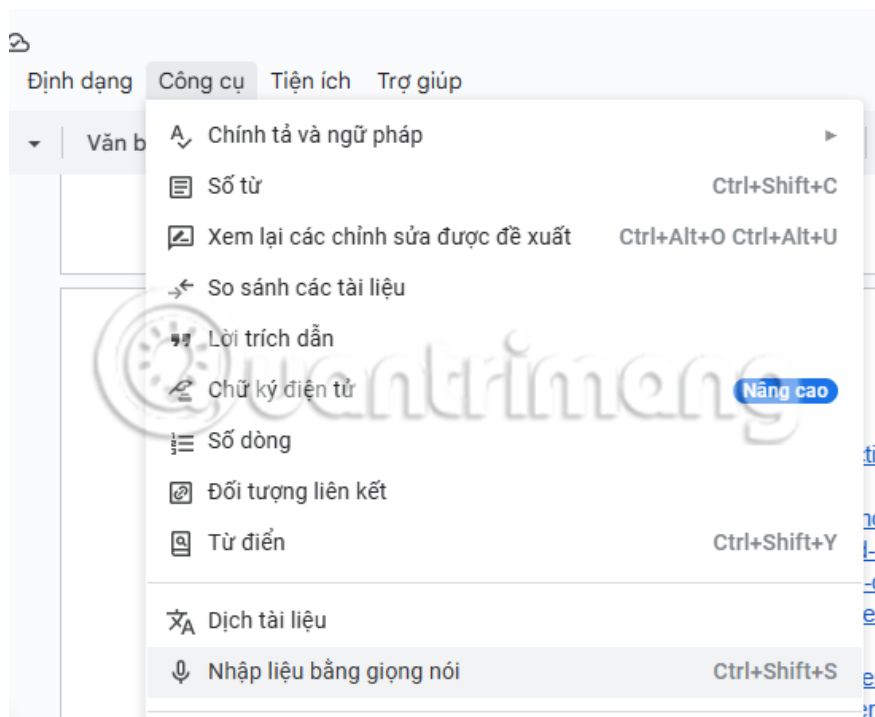 Định dạng Công cụ Tiện ích Trợ giúp
Văn b
Chính tả và ngữ pháp
Số từ Ctrl+Shift+C
Xem lại các chỉnh sửa được đề xuất Ctrl+Alt+O Ctrl+Alt+U
So sánh các tài liệu
Lời trích dẫn
Chữ ký điện tử Nâng cao
Quantrimang
Số dòng
Đối tượng liên kết
Từ điển Ctrl+Shift+Y
Dịch tài liệu
Nhập liệu bằng giọng nói Ctrl+Shift+S